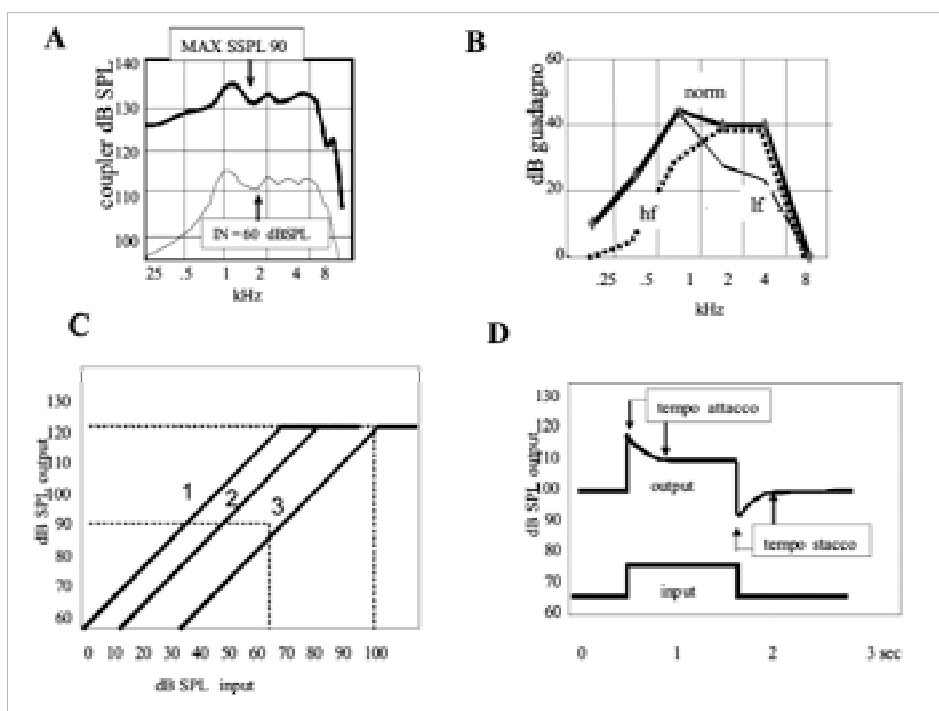 A
MAX SSPL 90
140
130
120
110
100
coupler dB SPL
IN =60 dBSPL
.25 .5 1 2 4 8
kHz
B
60
40
20
0
dB guadagno
norm
hf
lf
.25 .5 1 2 4 8
kHz
C
130
120
110
100
90
80
70
60
dB SPL output
1
2
3
0 10 20 30 40 50 60 70 80 90 100
dB SPL input
D
130
120
110
100
90
80
70
60
dB SPL output
tempo attacco
output
tempo stacco
input
0 1 2 3 sec